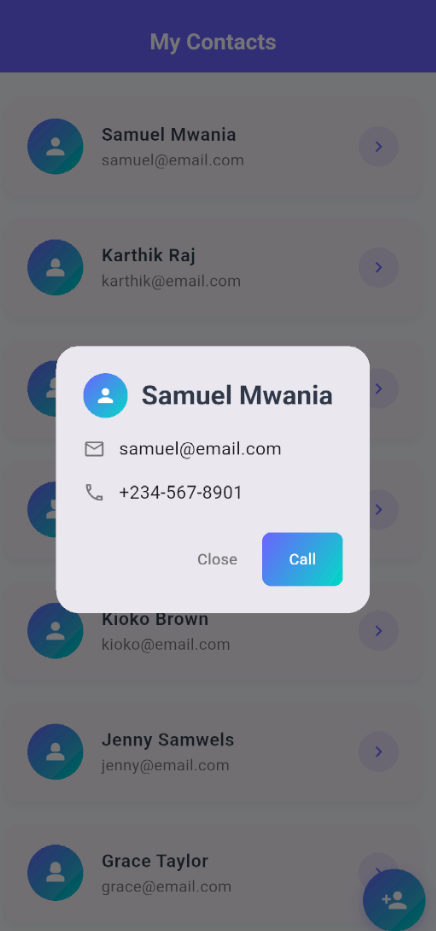 My Contacts
Samuel Mwania
samuel@email.com
Karthik Raj
karthik@email.com
Samuel Mwania
samuel@email.com
+234-567-8901
Close
Call
Kioko Brown
kioko@email.com
Jenny Samwels
jenny@email.com
Grace Taylor
grace@email.com